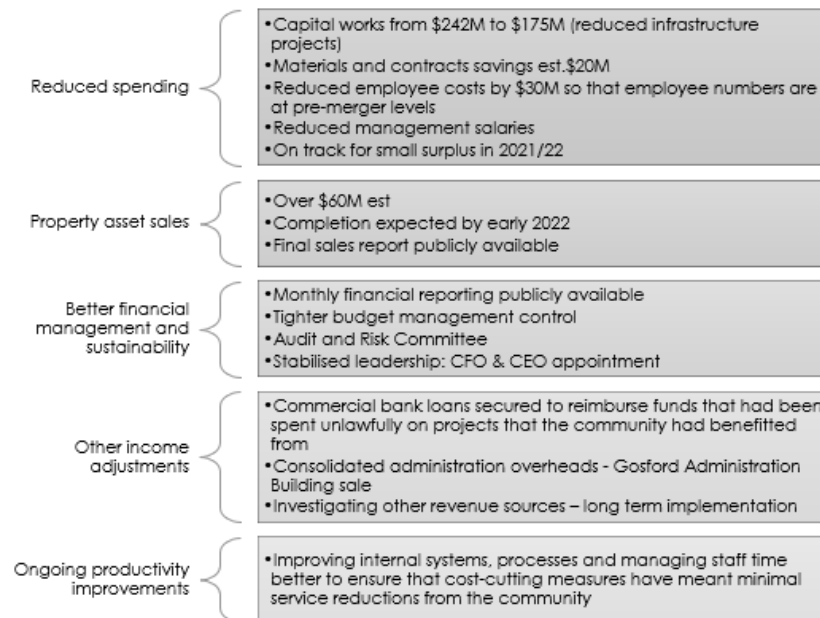 Reduced spending
•Capital works from $242M to $175M (reduced infrastructure
projects)
•Materials and contracts savings est.$20M
•Reduced employee costs by $30M so that employee numbers are
at pre-merger levels
•Reduced management salaries
•On track for small surplus in 2021/22
Property asset sales
•Over $60M est
•Completion expected by early 2022
•Final sales report publicly available
Better financial
management and
sustainability
•Monthly financial reporting publicly available
•Tighter budget management control
•Audit and Risk Committee
•Stabilised leadership: CFO & CEO appointment
Other income
adjustments
•Commercial bank loans secured to reimburse funds that had been
spent unlawfully on projects that the community had benefitted
from
•Consolidated administration overheads - Gosford Administration
Building sale
•Investigating other revenue sources – long term implementation
Ongoing productivity
improvements
•Improving internal systems, processes and managing staff time
better to ensure that cost-cutting measures have meant minimal
service reductions from the community